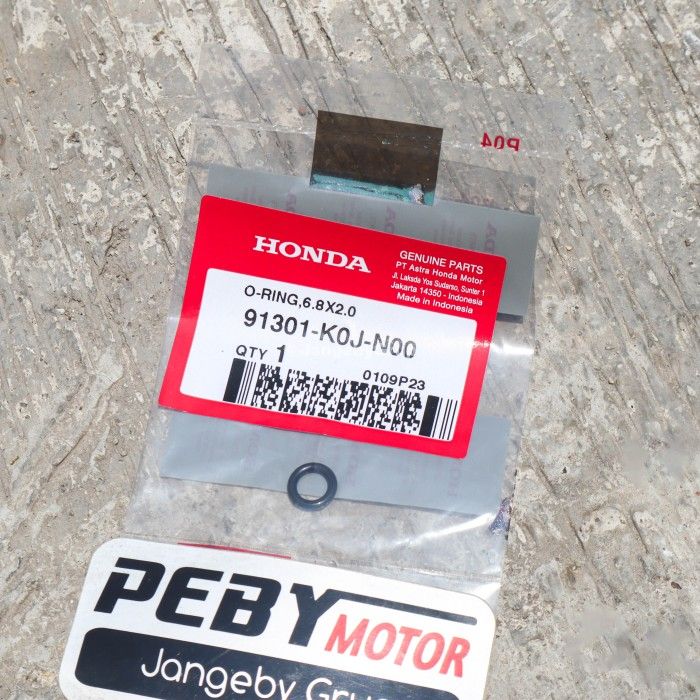 P04
HONDA
GENUINE PARTS
PT Astra Honda Motor
Jl. Laksda Yos Sudarso, Sunter 1
Jakarta 14350 - Indonesia
Made in Indonesia
O-RING,6.8X2.0
91301-K0J-N00
QTY 1
0109P23
PEBY
MOTOR
Jangeby